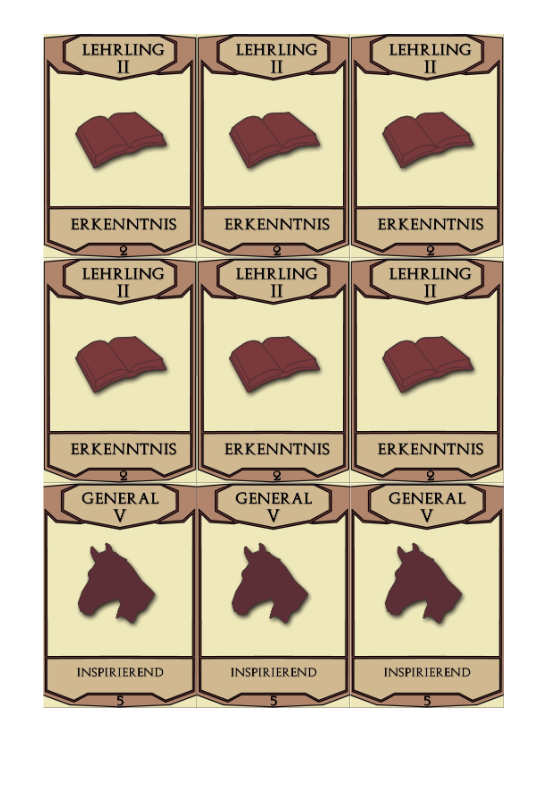 LEHRLING
II
ERKENNTNIS
2
LEHRLING
II
ERKENNTNIS
2
LEHRLING
II
ERKENNTNIS
2
LEHRLING
II
ERKENNTNIS
2
LEHRLING
II
ERKENNTNIS
2
LEHRLING
II
ERKENNTNIS
2
GENERAL
V
INSPIRIEREND
5
GENERAL
V
INSPIRIEREND
5
GENERAL
V
INSPIRIEREND
5